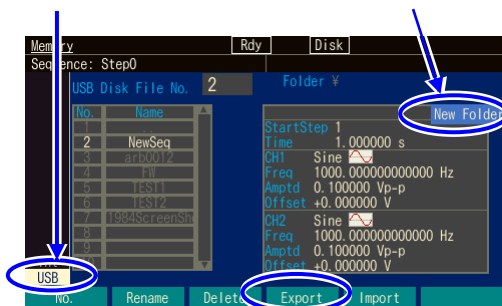 Memory Rdy Disk
Sequence: Step0
USB Disk File No. 2 Folder ¥
New Folder
No. Name
1 ..
2 NewSeq
3 arb0012
4 FW
5 TEST1
6 TEST2
7 1984ScreenSh
8
9
StartStep 1
Time 1.000000 s
CH1 Sine
Freq 1000.000000000000 Hz
Amptd 0.100000 Vp-p
Offset +0.000000 V
CH2 Sine
Freq 1000.000000000000 Hz
Amptd 0.100000 Vp-p
Offset +0.000000 V
USB
No. Rename Delete Export Import